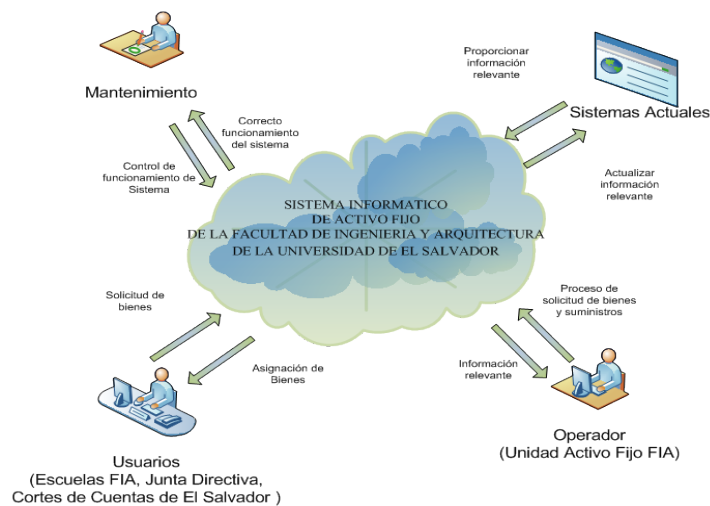 Mantenimiento
Proporcionar
información
relevante
Sistemas Actuales
Correcto
funcionamiento
del sistema
Control de
funcionamiento de
Sistema
Actualizar
información
relevante
SISTEMA INFORMATICO
DE ACTIVO FIJO
DE LA FACULTAD DE INGENIERIA Y ARQUITECTURA
DE LA UNIVERSIDAD DE EL SALVADOR
Solicitud de
bienes
Proceso de
solicitud de bienes
y suministros
Asignación de
Bienes
Información
relevante
Usuarios
(Escuelas FIA, Junta Directiva,
Cortes de Cuentas de El Salvador )
Operador
(Unidad Activo Fijo FIA)